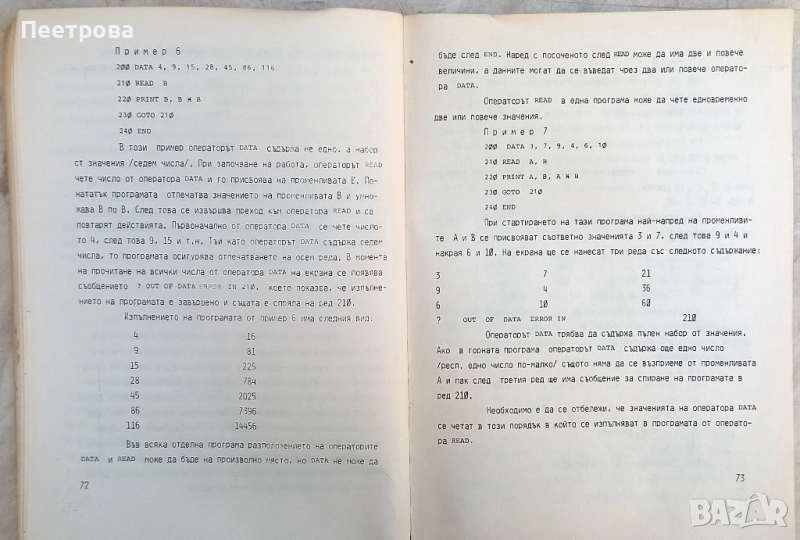 Пеетрова
Пример 6
200 DATA 4, 9, 15, 28, 45, 86, 116
210 READ B
220 PRINT B, B * B
230 GOTO 210
240 END
В този пример операторът DATA съдържа не едно, а набор
от значения /седем числа/. При започване на работа, операторът READ
чете число от оператора DATA и го присвоява на променливата Е. По-
нататък програмата отпечатва значението на променливата В и умно-
жава В по В. След това се извършва преход към оператора READ и се
повтарят действията. Първоначално от оператора DATA се чете число-
то 4, след това 9, 15 и т.н. Тъй като операторът DATA съдържа седем
числа, то програмата осигурява отпечатването на осем реда. В момента
на прочитане на всички числа от оператора DATA на екрана се появява
съобщението ? OUT OF DATA ERROR IN 210, което показва, че изпълне-
нието на програмата е завършено и същата е спряла на ред 210.
Изпълнението на програмата от пример 6 има следния вид:
4 16
9 81
15 225
28 784
45 2025
86 7396
116 14456
Във всяка отделна програма разположението на операторите
DATA и READ може да бъде на произволно място, но DATA не може да
72
бъде след END. Наред с посоченото след READ може да има две и повече
величини, а данните могат да се въведат чрез два или повече операто-
ра DATA.
Операторът READ в една програма може да чете едновременно
две или повече значения.
Пример 7
200 DATA 3, 7, 9, 4, 6, 10
210 READ A, B
220 PRINT A, B, A * B
230 GOTO 210
240 END
При стартирането на тази програма най-напред на променливи-
те А и В се присвояват съответно значенията 3 и 7, след това 9 и 4 и
накрая 6 и 10. На екрана ще се нанесат три реда със следното съдържание:
3 7 21
9 4 36
6 10 60
? OUT OF DATA ERROR IN 210
Операторът DATA трябва да съдържа пълен набор от значения.
Ако в горната програма операторът DATA съдържа още едно число
/респ. едно число по-малко/ същото няма да се възприеме от променливата
А и пак след третия ред ще има съобщение за спиране на програмата в
ред 210.
Необходимо е да се отбележи, че значенията на оператора DATA
се четат в този порядък в който се изпълняват в програмата от операто-
ра READ.
73
BAZAR